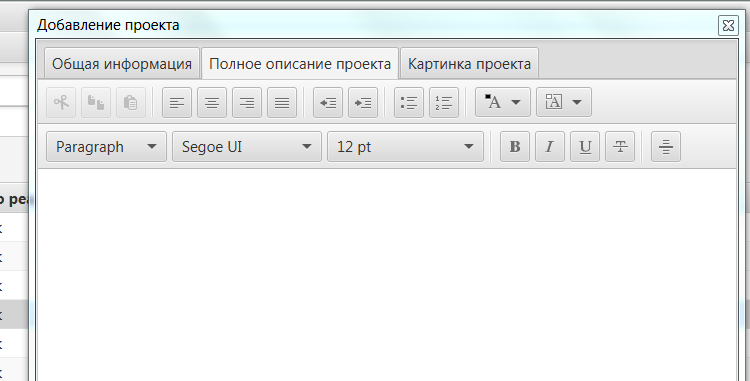 Добавление проекта
Общая информация Полное описание проекта Картинка проекта
Paragraph Segoe UI 12 pt B I U T
к
к
к
к
к
к